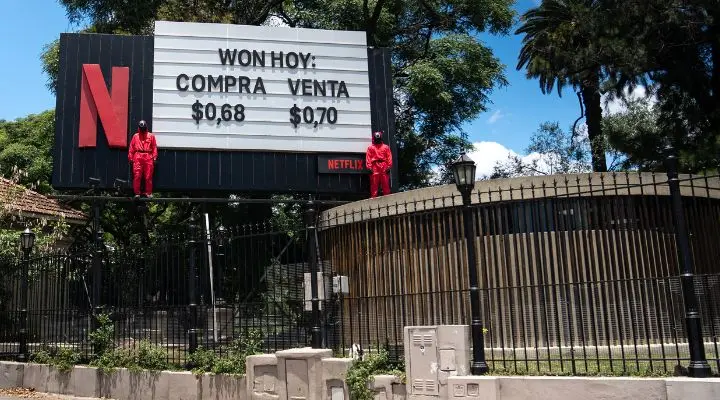 N
WON HOY:
COMPRA VENTA
$0,68 $0,70
NETFLIX